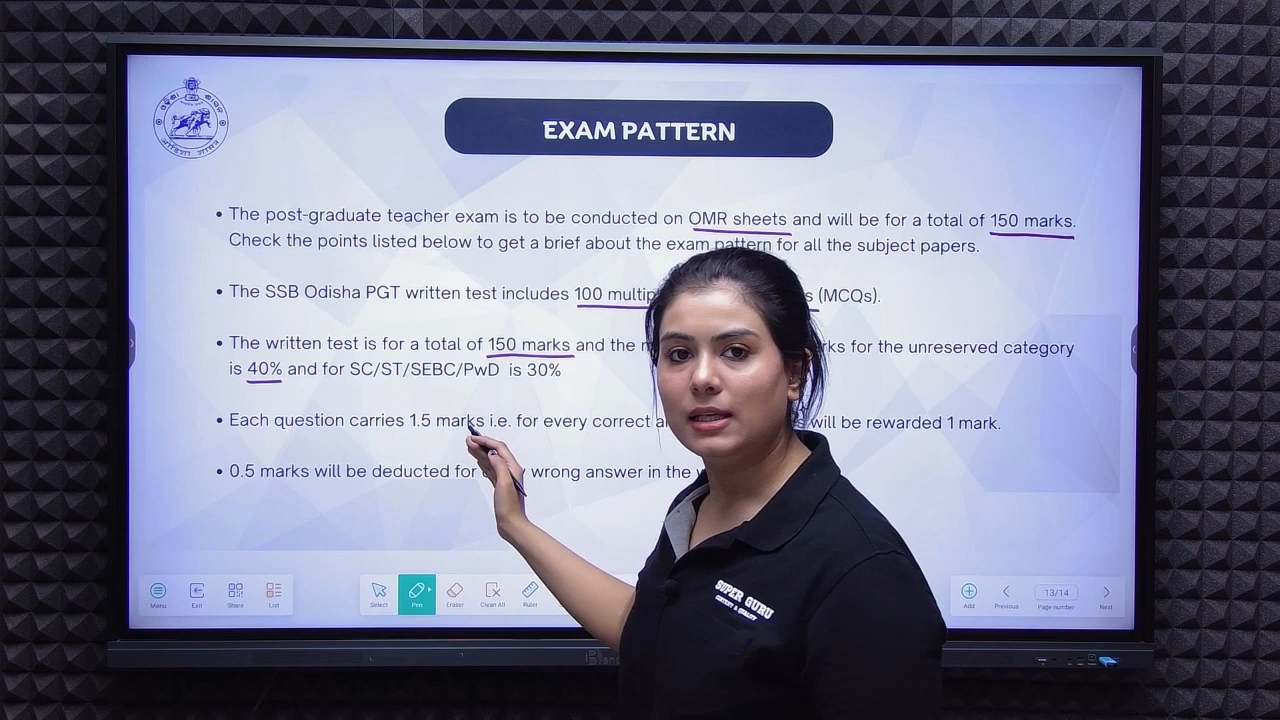 ଓଡ଼ିଶା ଶାସନ
ओडिशा शासन
EXAM PATTERN
• The post-graduate teacher exam is to be conducted on OMR sheets and will be for a total of 150 marks.
Check the points listed below to get a brief about the exam pattern for all the subject papers.
• The SSB Odisha PGT written test includes 100 (MCQs).
• The written test is for a total of 150 marks and the for the unreserved category
is 40% and for SC/ST/SEBC/PwD is 30%
• Each question carries 1.5 marks i.e. for every correct will be rewarded 1 mark.
• 0.5 marks will be deducted for wrong answer in the
SUPER GURU
CONTENT & QUALITY
Menu
Exit
Share
List
Select
Pen
Eraser
Clean All
Ruler
Add
Previous
13/14
Page number
Next